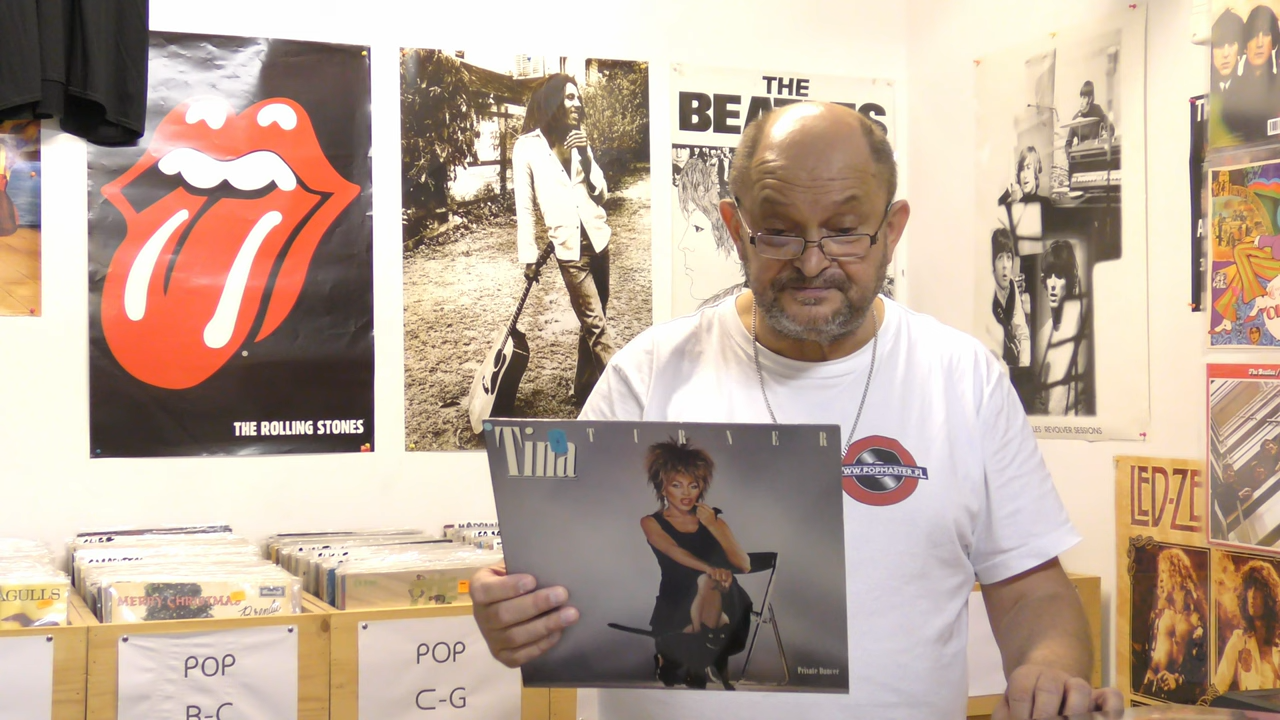 THE ROLLING STONES
THE
BEATLES
REVOLVER SESSIONS
LED-ZE
Tina TURNER
Private Dancer
WWW.POPMASTER.PL
AGULLS
MERRY CHRISTMA
POP
B-C
POP
C-G